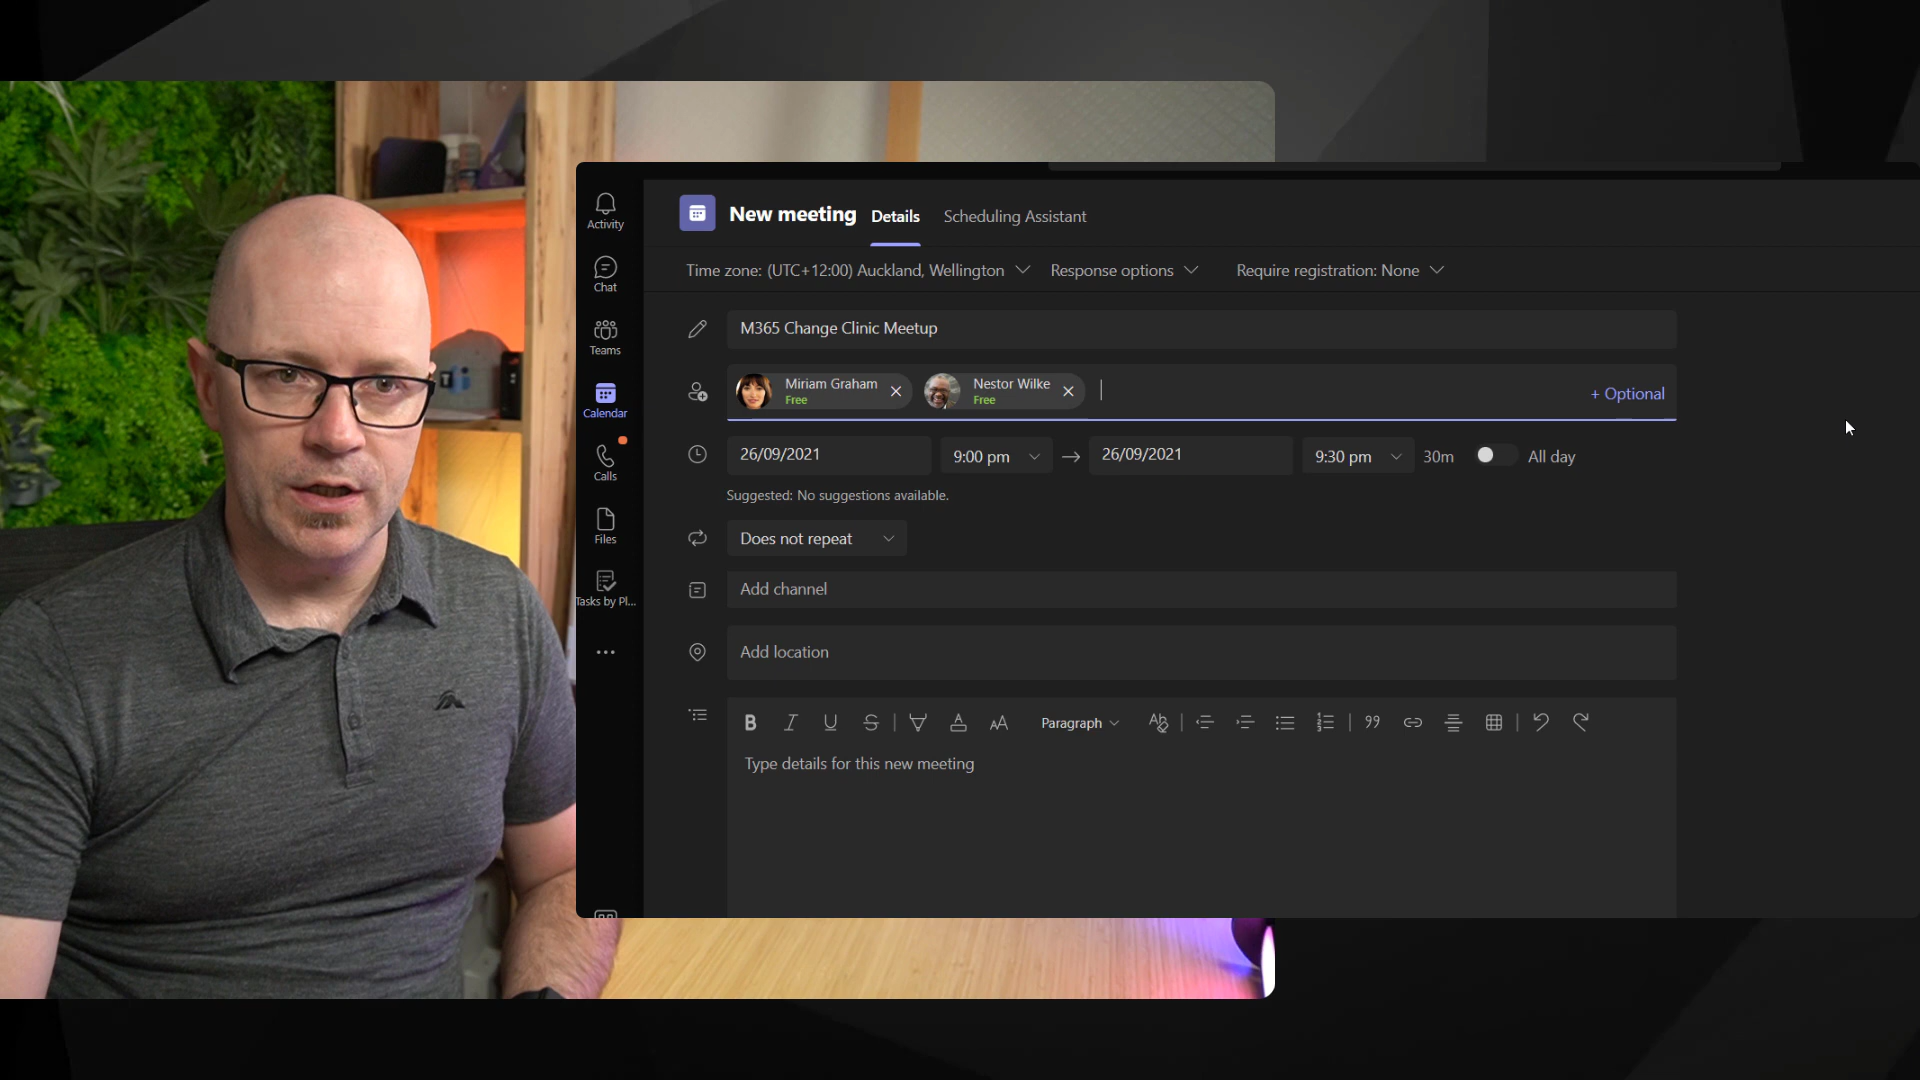 Activity
Chat
Teams
Calendar
Calls
Files
Tasks by Pl...
New meeting Details Scheduling Assistant
Time zone: (UTC+12:00) Auckland, Wellington Response options Require registration: None
M365 Change Clinic Meetup
Miriam Graham
Free
Nestor Wilke
Free
+ Optional
26/09/2021 9:00 pm → 26/09/2021 9:30 pm 30m All day
Suggested: No suggestions available.
Does not repeat
Add channel
Add location
Paragraph
Type details for this new meeting